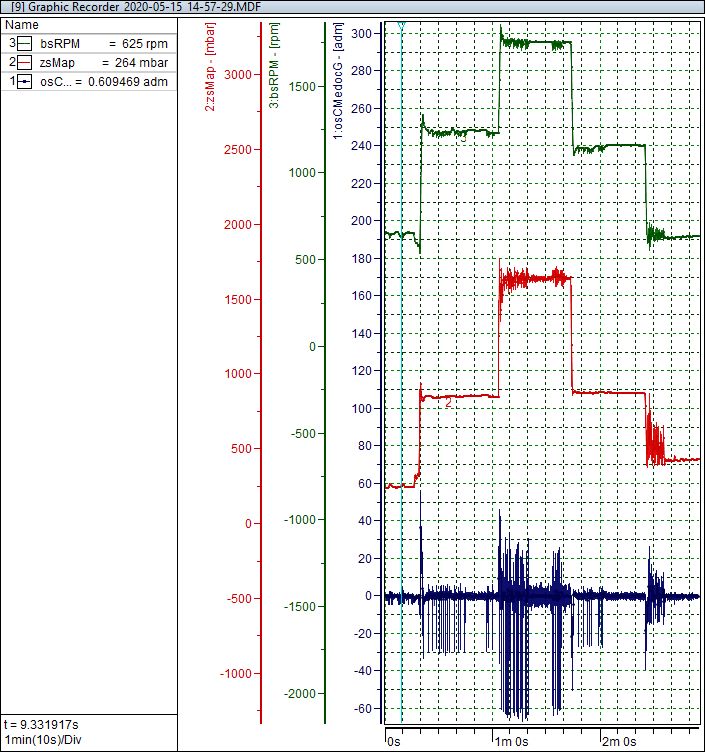 [9] Graphic Recorder 2020-05-15 14-57-29.MDF
Name
3 bsRPM = 625 rpm
2 zsMap = 264 mbar
1 osC... = 0.609469 adm
2:zsMap - [mbar]
3000
2500
2000
1500
1000
500
0
-500
-1000
3:bsRPM - [rpm]
1500
1000
500
0
-500
-1000
-1500
-2000
1:osCMedocG - [adm]
300
280
260
240
220
200
180
160
140
120
100
80
60
40
20
0
-20
-40
-60
3
2
0s
1m 0s
2m 0s
t = 9.331917s
1min(10s)/Div